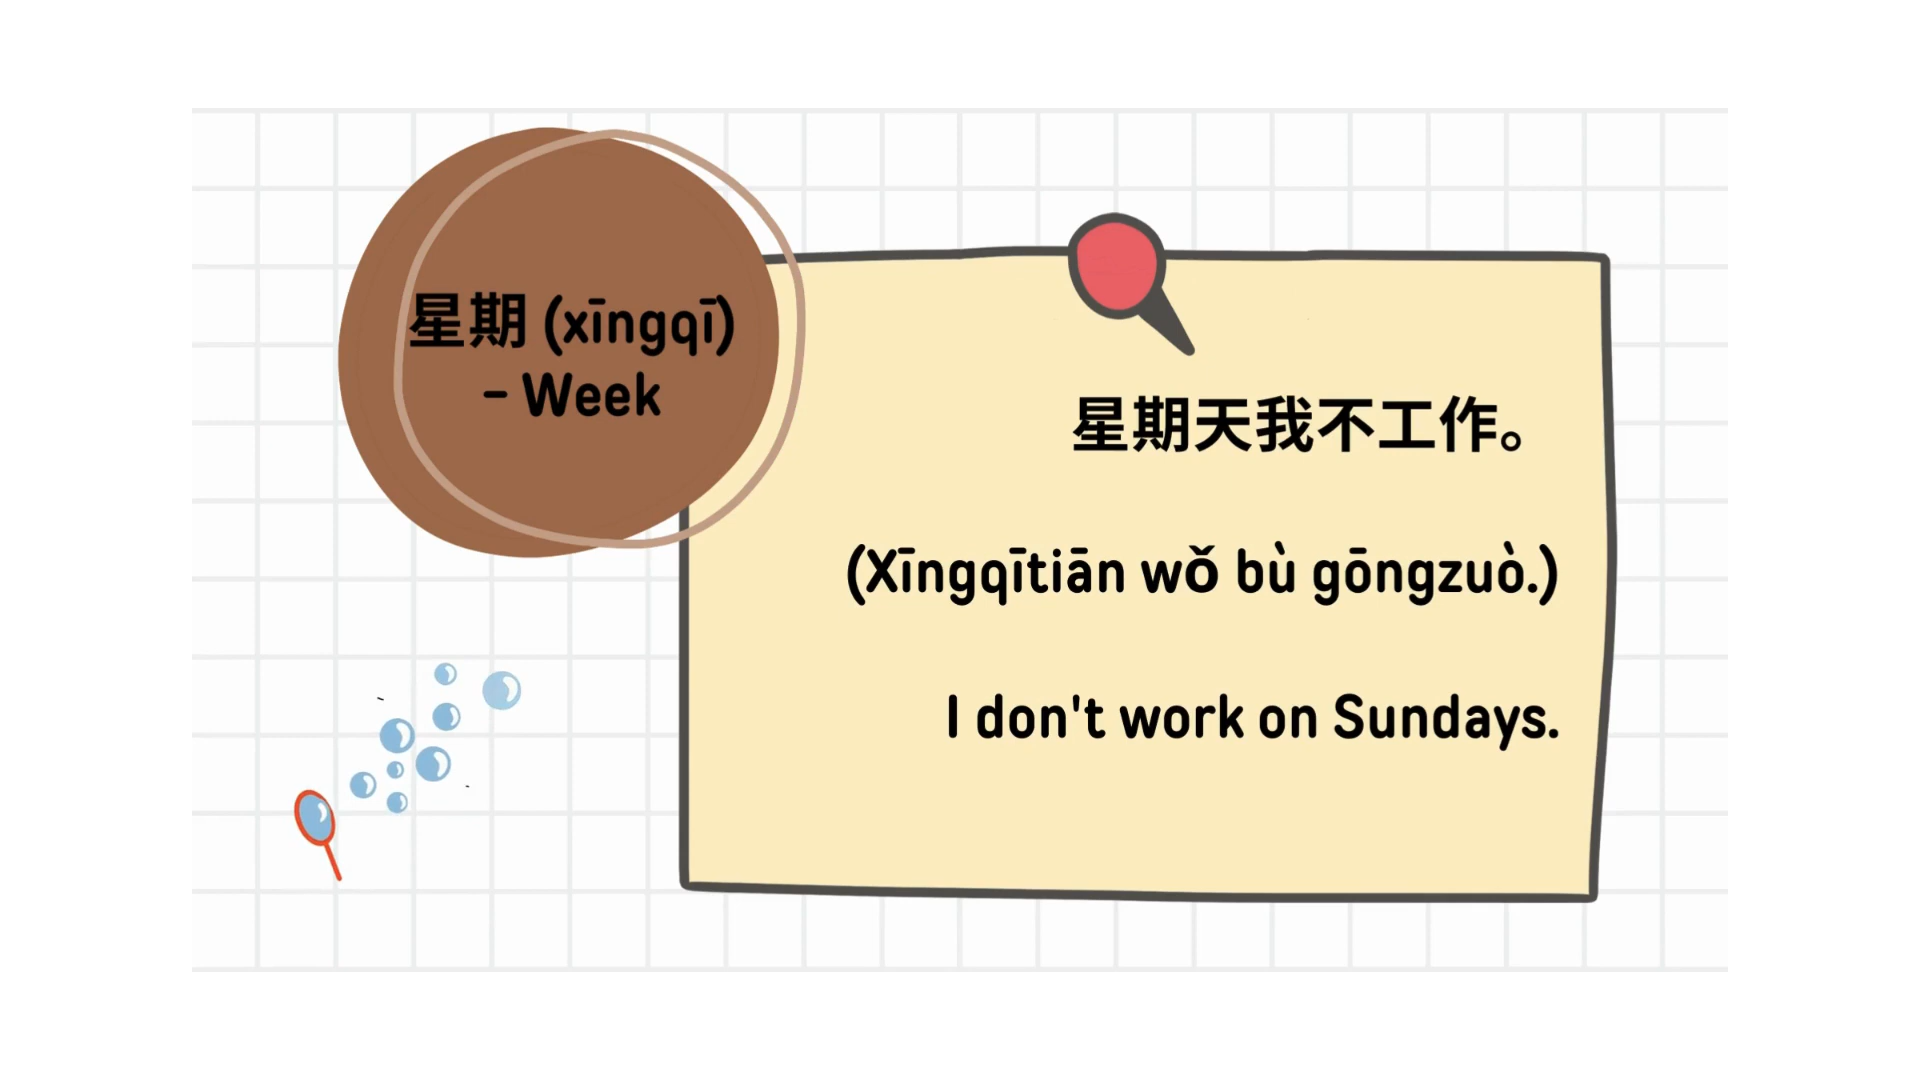 星期 (xīngqī)
- Week
星期天我不工作。
(Xīngqītiān wǒ bù gōngzuò.)
I don't work on Sundays.